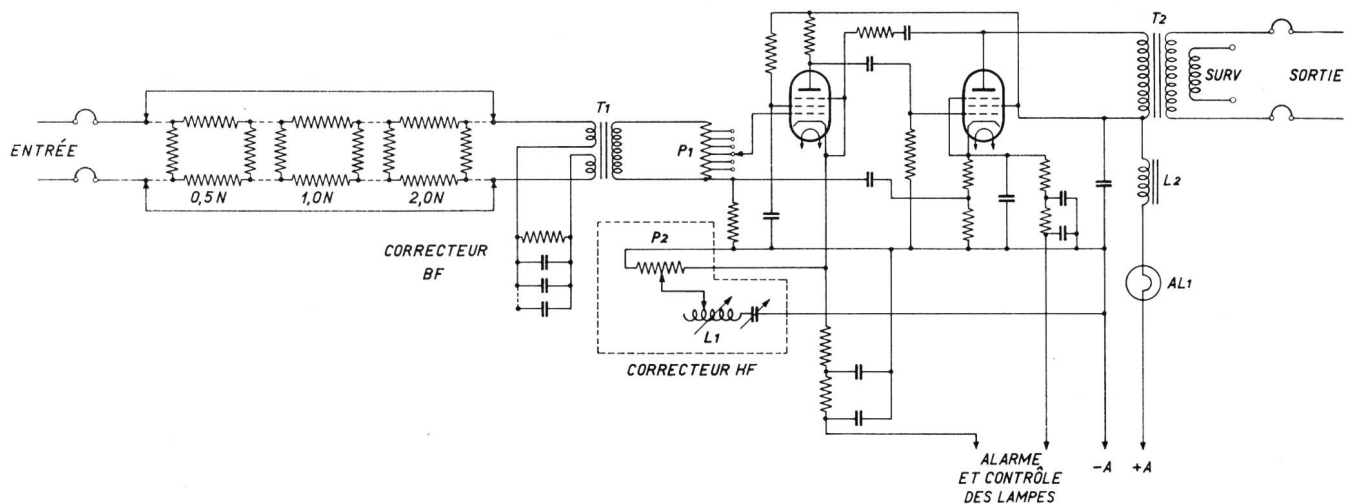 T2
SURV
SORTIE
T1
P1
ENTRÉE
0,5N
1,0N
2,0N
L2
CORRECTEUR
BF
P2
L1
AL1
CORRECTEUR HF
ALARME
ET CONTRÔLE
DES LAMPES
-A
+A